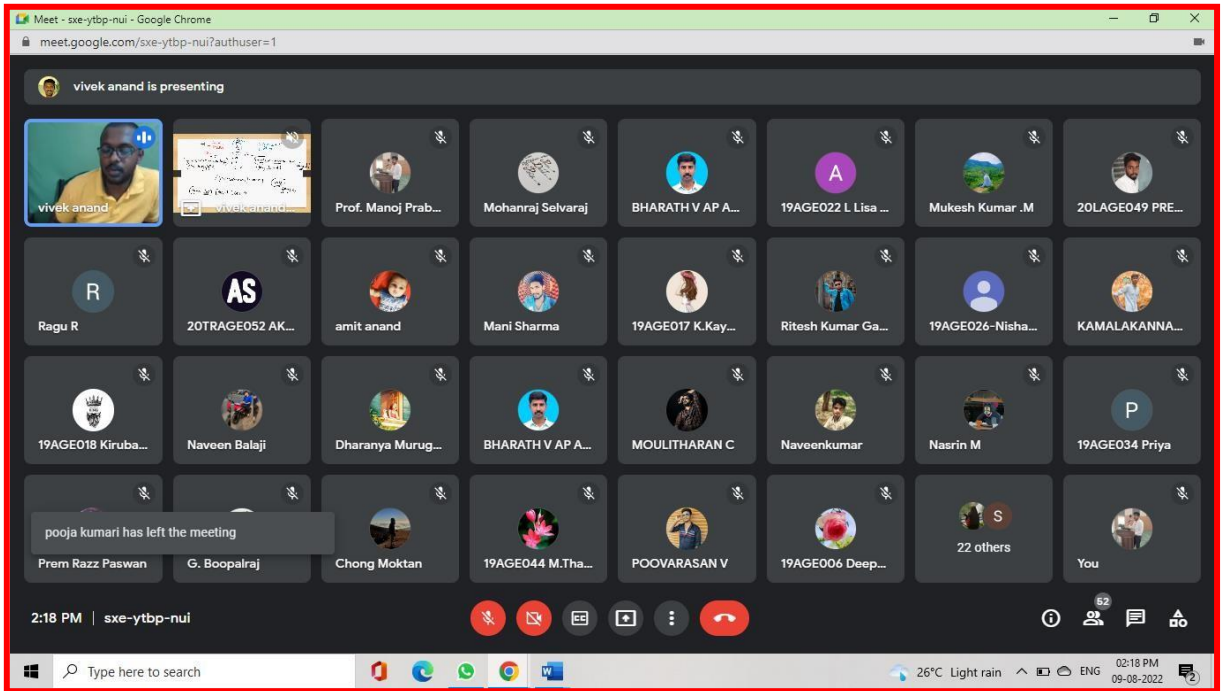 Meet - sxe-ytbp-nui - Google Chrome
meet.google.com/sxe-ytbp-nui?authuser=1
vivek anand is presenting
vivek anand
vivek anand...
Prof. Manoj Prab...
Mohanraj Selvaraj
BHARATH V AP A...
A
19AGE022 L Lisa ...
Mukesh Kumar .M
20LAGE049 PRE...
R
Ragu R
AS
20TRAGE052 AK...
amit anand
Mani Sharma
19AGE017 K.Kay...
Ritesh Kumar Ga...
19AGE026-Nisha...
KAMALAKANNA...
19AGE018 Kiruba...
Naveen Balaji
Dharanya Murug...
BHARATH V AP A...
MOULITHARAN C
Naveenkumar
Nasrin M
P
19AGE034 Priya
pooja kumari has left the meeting
Prem Razz Paswan
G. Boopalraj
Chong Moktan
19AGE044 M.Tha...
POOVARASAN V
19AGE006 Deep...
S
22 others
You
2:18 PM | sxe-ytbp-nui
CC
52
Type here to search
26°C Light rain
ENG
02:18 PM
09-08-2022
2